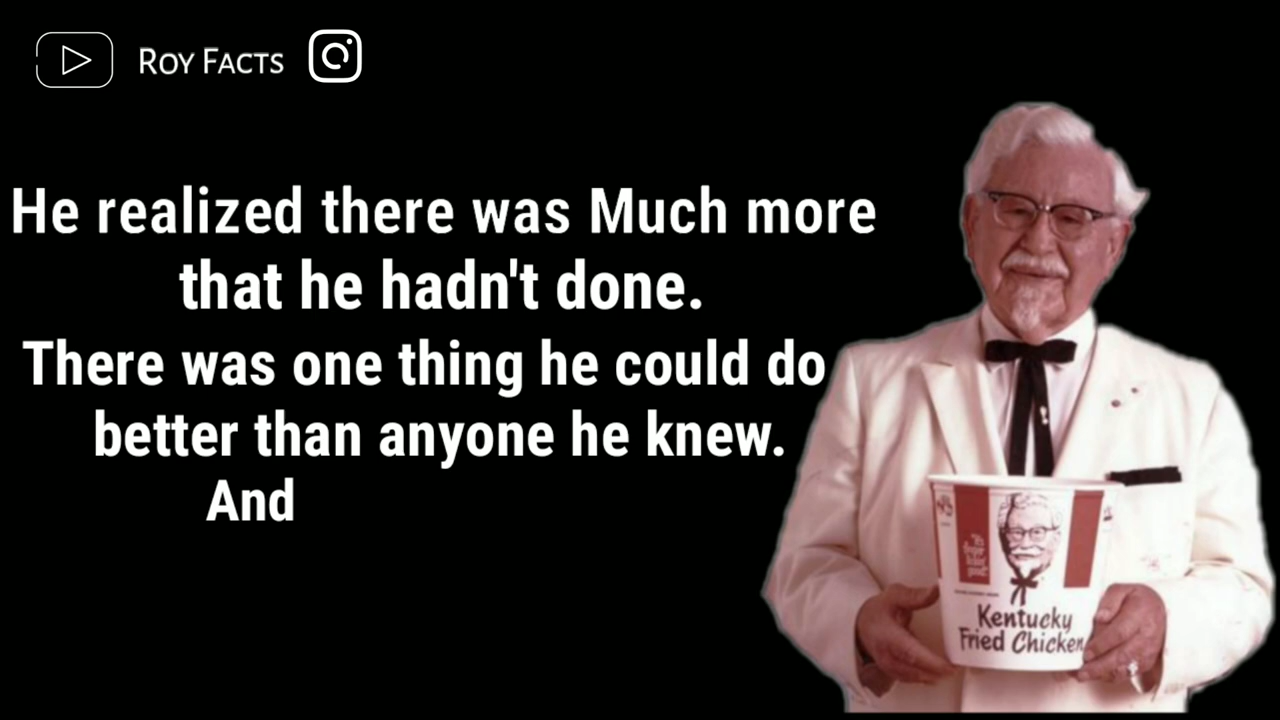 Roy Facts
He realized there was Much more
that he hadn't done.
There was one thing he could do
better than anyone he knew.
And
Kentucky
Fried Chicken